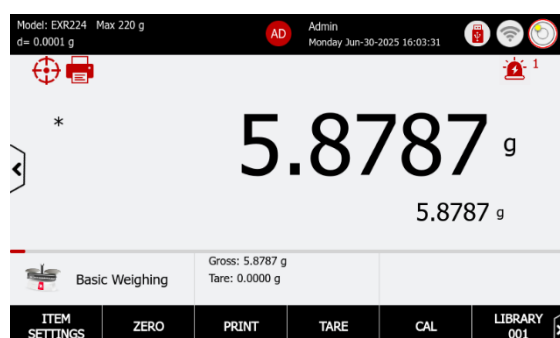 Model: EXR224 Max 220 g
d= 0.0001 g
AD
Admin
Monday Jun-30-2025 16:03:31
1
*
5.8787 g
5.8787 g
Basic Weighing
Gross: 5.8787 g
Tare: 0.0000 g
ITEM
SETTINGS
ZERO
PRINT
TARE
CAL
LIBRARY
001